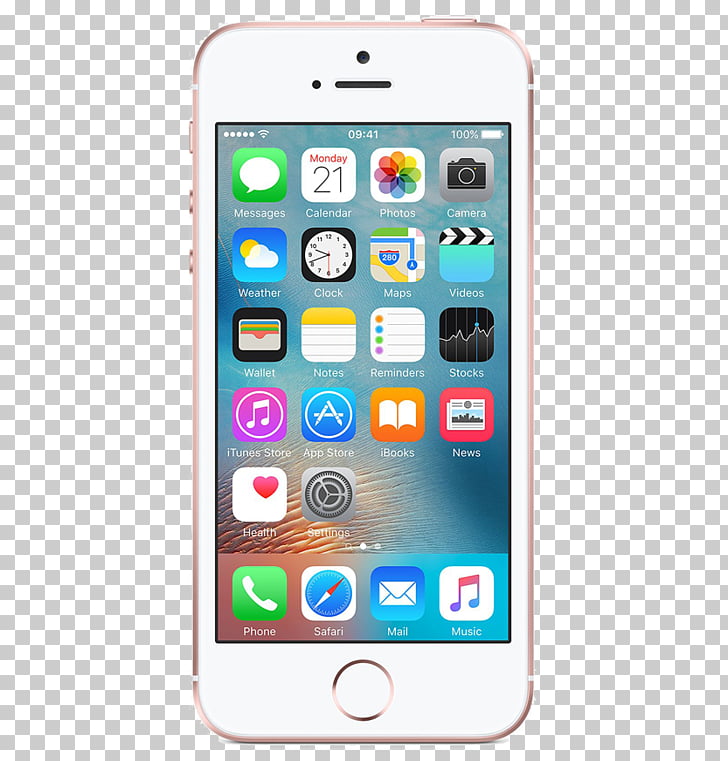 09:41 100%
Monday
21
Messages Calendar Photos Camera
280
Weather Clock Maps Videos
Wallet Notes Reminders Stocks
iTunes Store App Store iBooks News
Health Settings
Phone Safari Mail Music